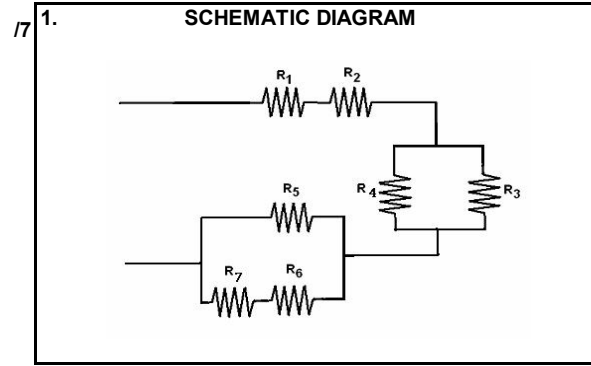 /7
1. SCHEMATIC DIAGRAM
R1 R2
R4 R3
R5
R7 R6